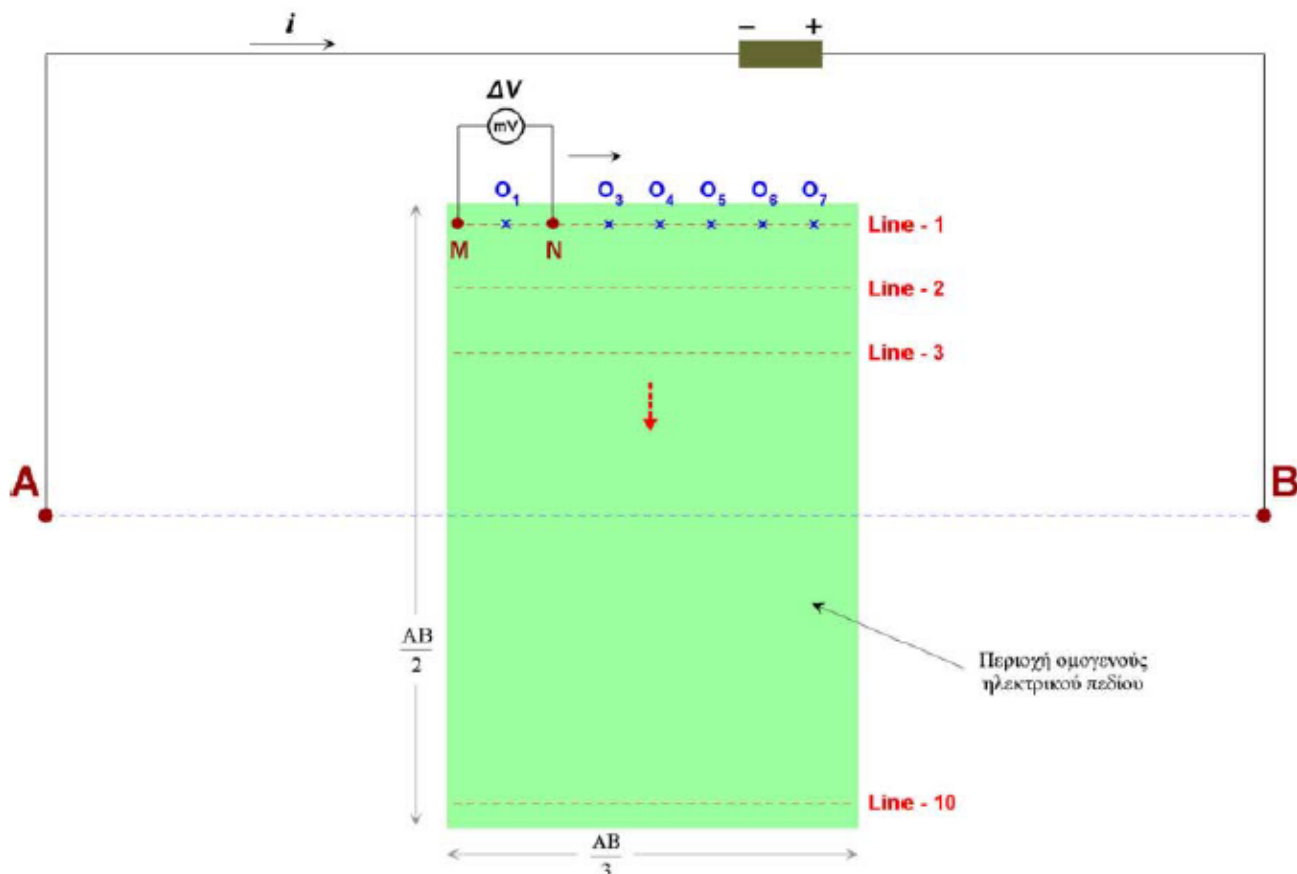 i
− +
ΔV
mV
O1 O3 O4 O5 O6 O7
Line - 1
M N
Line - 2
Line - 3
A B
AB
2
Περιοχή ομογενούς
ηλεκτρικού πεδίου
Line - 10
AB
3